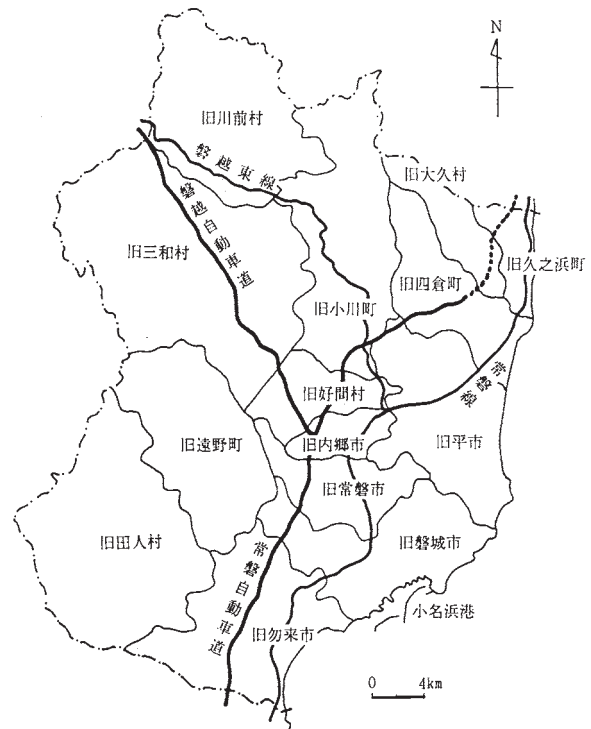 N
旧川前村
磐越東線
旧大久村
磐越自動車道
旧三和村
旧久之浜町
旧四倉町
旧小川町
常磐線
旧好間村
旧遠野町
旧内郷市
旧平市
旧常磐市
旧田人村
旧磐城市
常磐自動車道
小名浜港
旧勿来市
0 4km